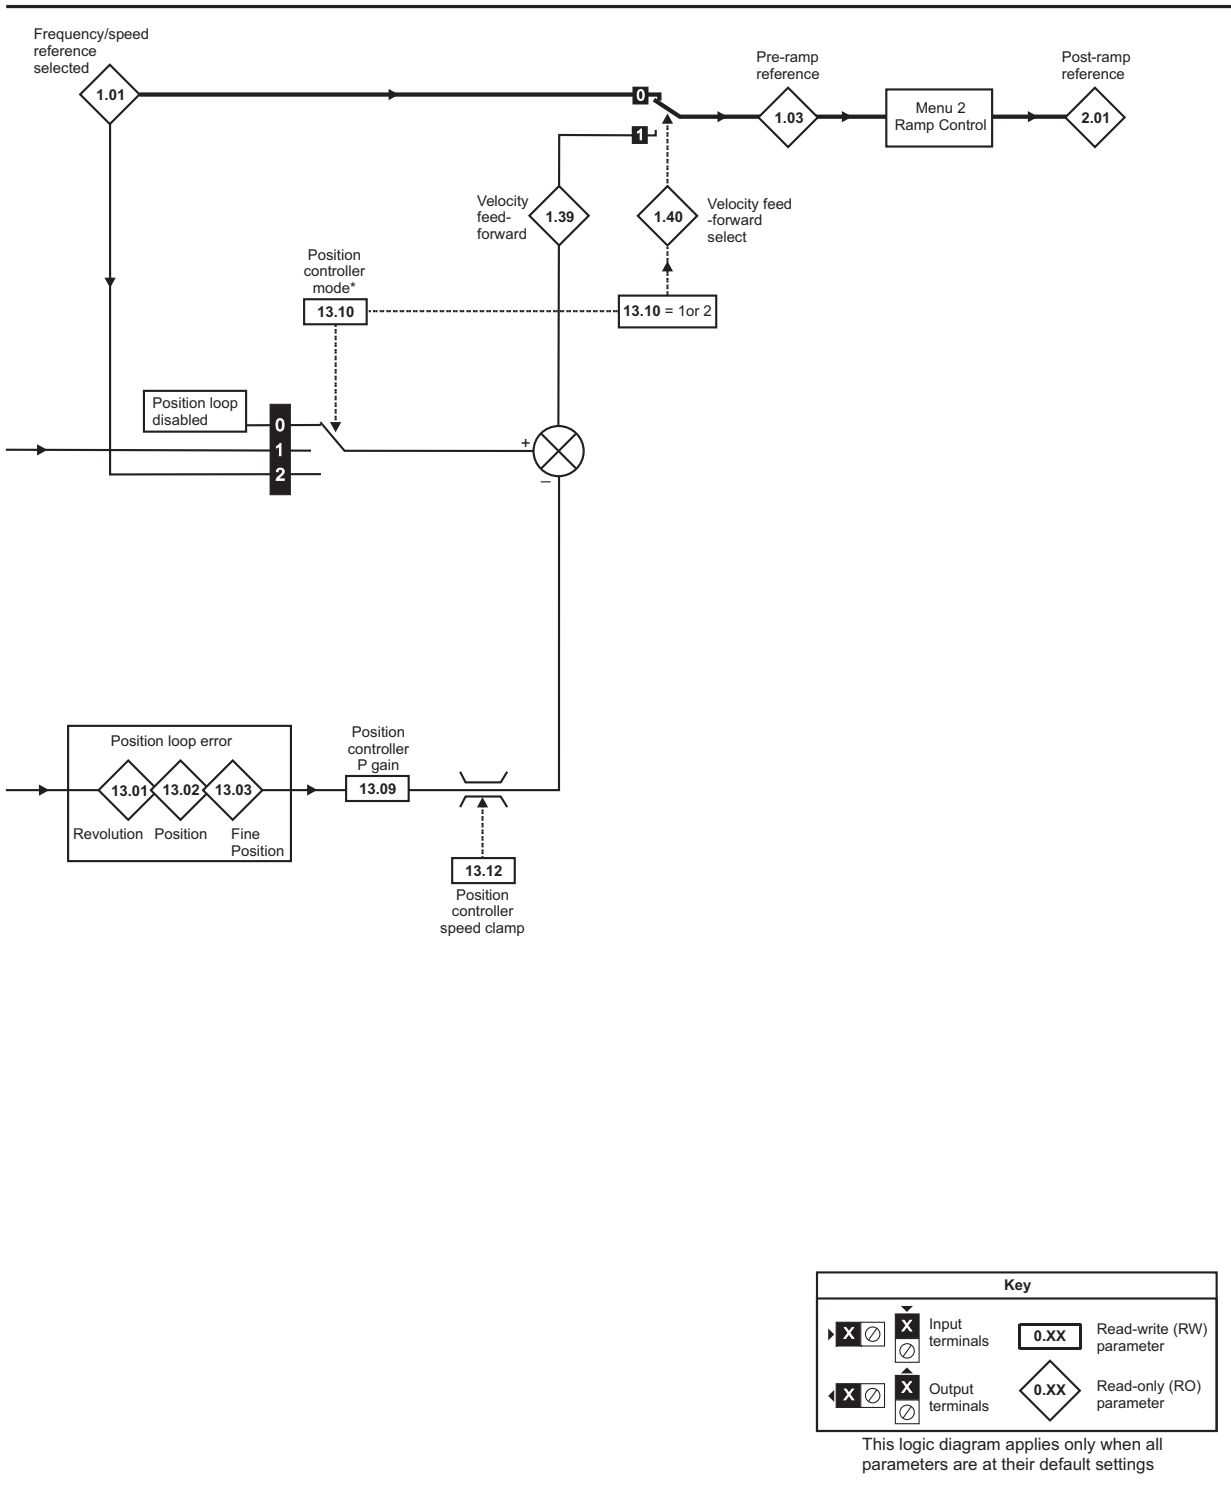 Frequency/speed
reference
selected
1.01
0
1
Pre-ramp
reference
1.03
Menu 2
Ramp Control
Post-ramp
reference
2.01
Velocity
feed-
forward
1.39
1.40
Velocity feed
-forward
select
Position
controller
mode*
13.10
13.10 = 1or 2
Position loop
disabled
0
1
2
+
–
Position loop error
13.01
13.02
13.03
Revolution
Position
Fine
Position
Position
controller
P gain
13.09
13.12
Position
controller
speed clamp
Key
X
X
Input
terminals
0.XX
Read-write (RW)
parameter
X
X
Output
terminals
0.XX
Read-only (RO)
parameter
This logic diagram applies only when all
parameters are at their default settings